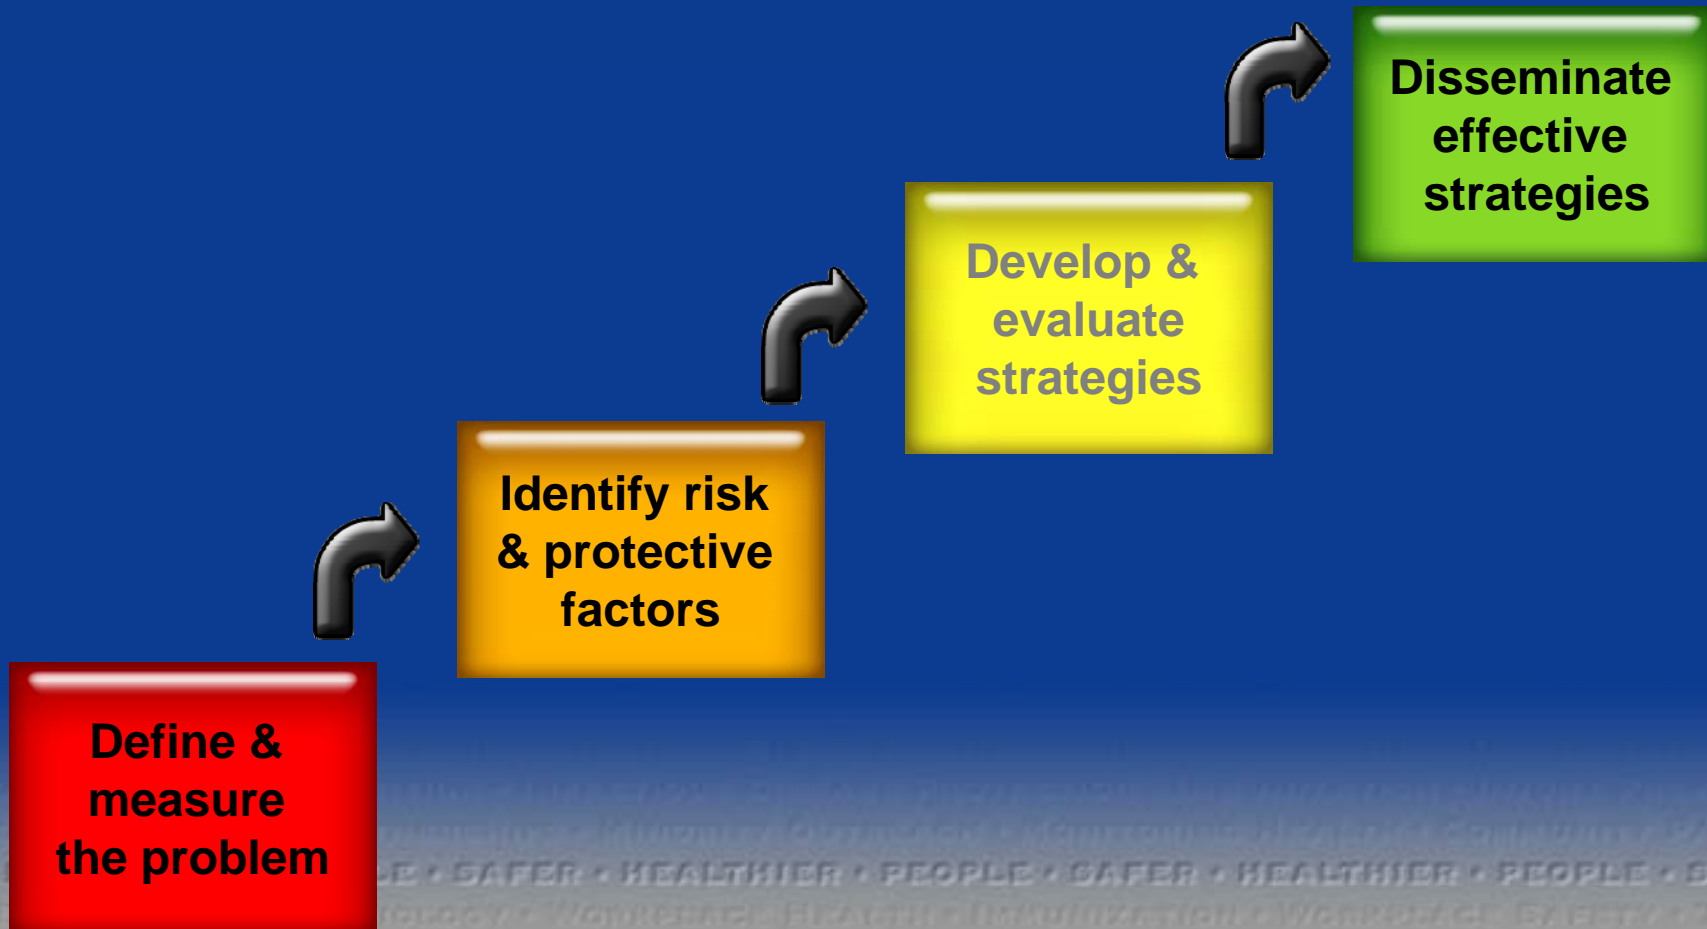 Disseminate
effective
strategies
Develop &
evaluate
strategies
Identify risk
& protective
factors
Define &
measure
the problem
SAFER • HEALTHIER • PEOPLE • SAFER • HEALTHIER • PEOPLE •